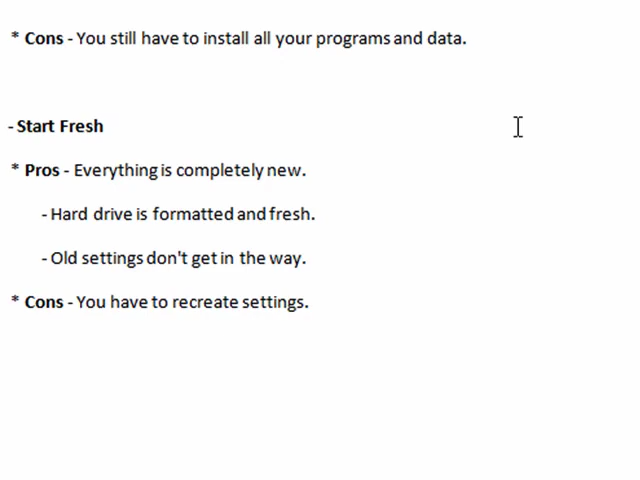 * Cons - You still have to install all your programs and data.
- Start Fresh
* Pros - Everything is completely new.
- Hard drive is formatted and fresh.
- Old settings don't get in the way.
* Cons - You have to recreate settings.